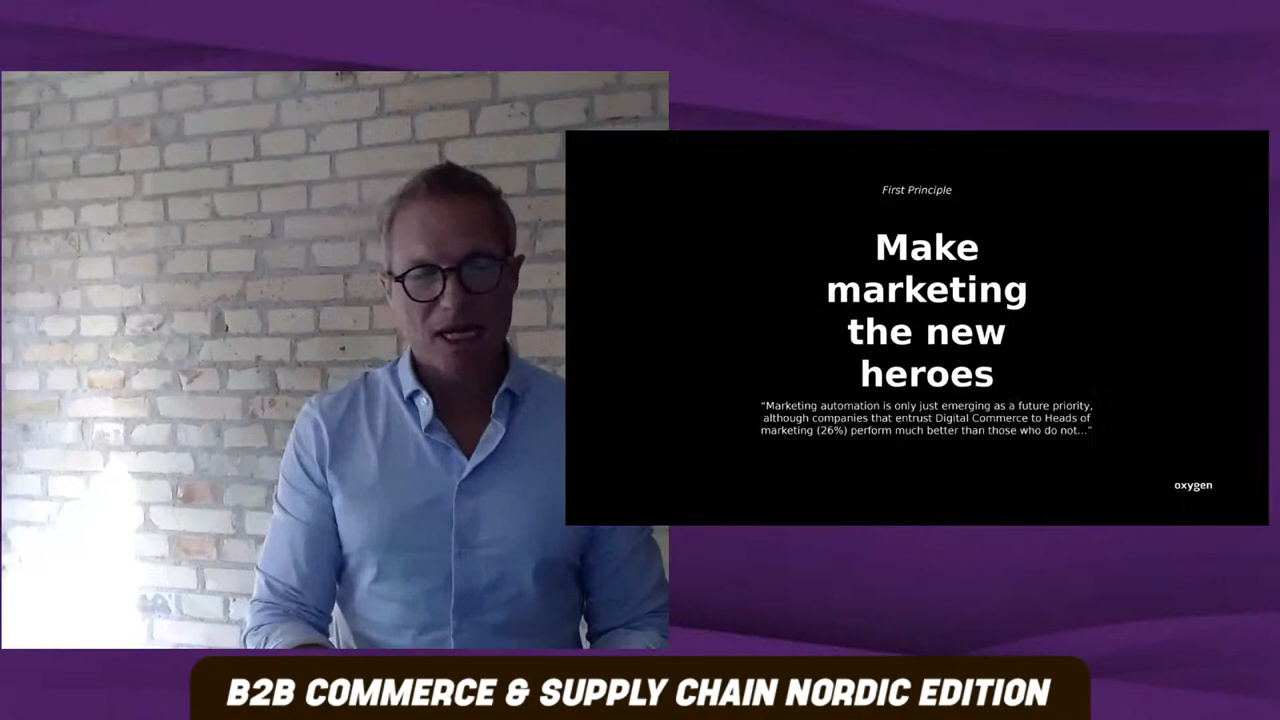 First Principle
Make
marketing
the new
heroes
“Marketing automation is only just emerging as a future priority,
although companies that entrust Digital Commerce to Heads of
marketing (26%) perform much better than those who do not...”
oxygen
B2B COMMERCE & SUPPLY CHAIN NORDIC EDITION